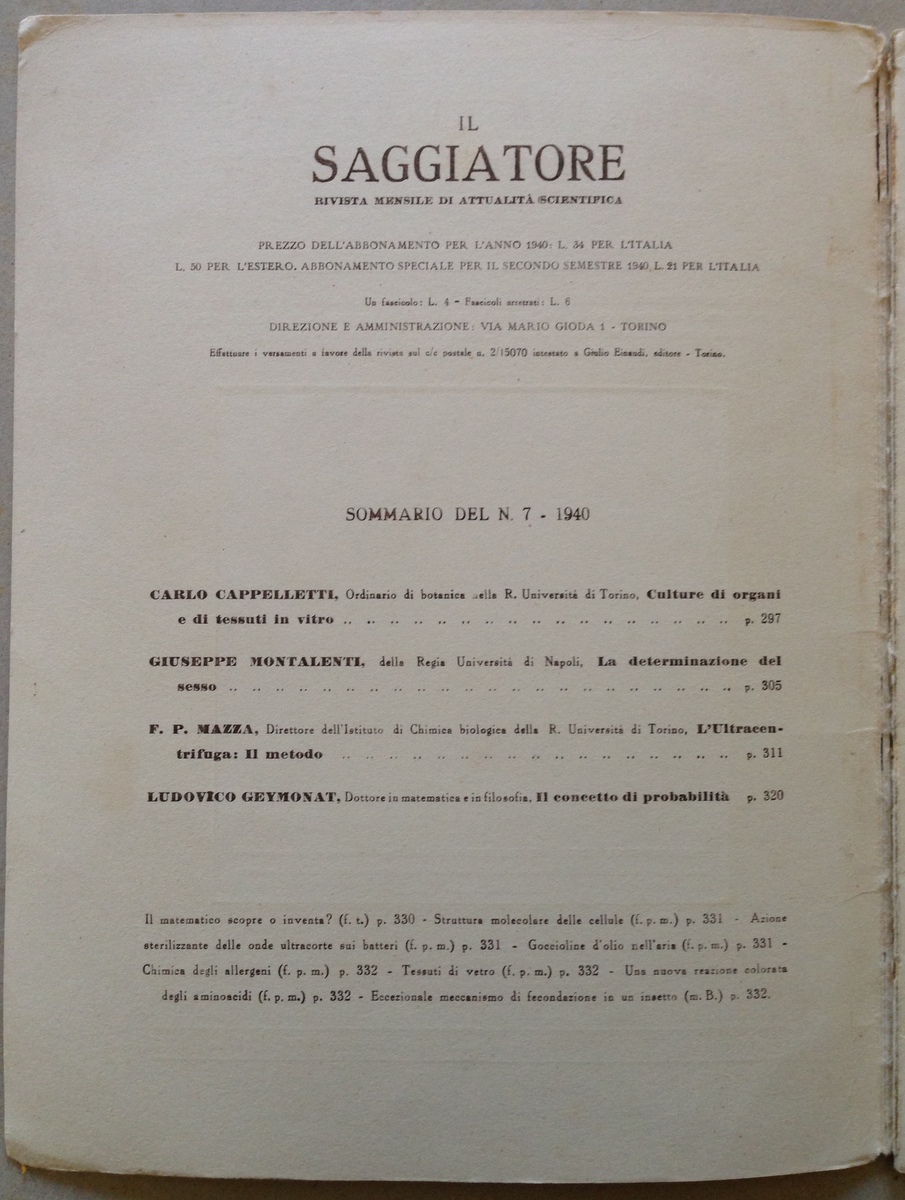 IL
SAGGIATORE
RIVISTA MENSILE DI ATTUALITÀ SCIENTIFICA
PREZZO DELL'ABBONAMENTO PER L'ANNO 1940: L. 34 PER L'ITALIA
L. 50 PER L'ESTERO. ABBONAMENTO SPECIALE PER IL SECONDO SEMESTRE 1940, L. 21 PER L'ITALIA
Un fascicolo: L. 4 - Fascicoli arretrati: L. 6
DIREZIONE E AMMINISTRAZIONE: VIA MARIO GIODA 1 - TORINO
Effettuare i versamenti a favore della rivista sul c/c postale n. 2/15070 intestato a Giulio Einaudi, editore - Torino.
SOMMARIO DEL N. 7 - 1940
CARLO CAPPELLETTI, Ordinario di botanica nella R. Università di Torino, Culture di organi
e di tessuti in vitro .. .. .. .. .. .. .. .. .. .. .. .. .. .. .. .. .. p. 297
GIUSEPPE MONTALENTI, della Regia Università di Napoli, La determinazione del
sesso .. .. .. .. .. .. .. .. .. .. .. .. .. .. .. .. .. .. .. .. .. .. p. 305
F. P. MAZZA, Direttore dell'Istituto di Chimica biologica della R. Università di Torino, L'Ultracen-
trifuga: Il metodo .. .. .. .. .. .. .. .. .. .. .. .. .. .. .. .. .. p. 311
LUDOVICO GEYMONAT, Dottore in matematica e in filosofia, Il concetto di probabilità p. 320
Il matematico scopre o inventa? (f. t.) p. 330 - Struttura molecolare delle cellule (f. p. m.) p. 331 - Azione
sterilizzante delle onde ultracorte sui batteri (f. p. m.) p. 331 - Goccioline d'olio nell'aria (f. p. m.) p. 331 -
Chimica degli allergeni (f. p. m.) p. 332 - Tessuti di vetro (f. p. m.) p. 332 - Una nuova reazione colorata
degli aminoacidi (f. p. m.) p. 332 - Eccezionale meccanismo di fecondazione in un insetto (m. B.) p. 332.